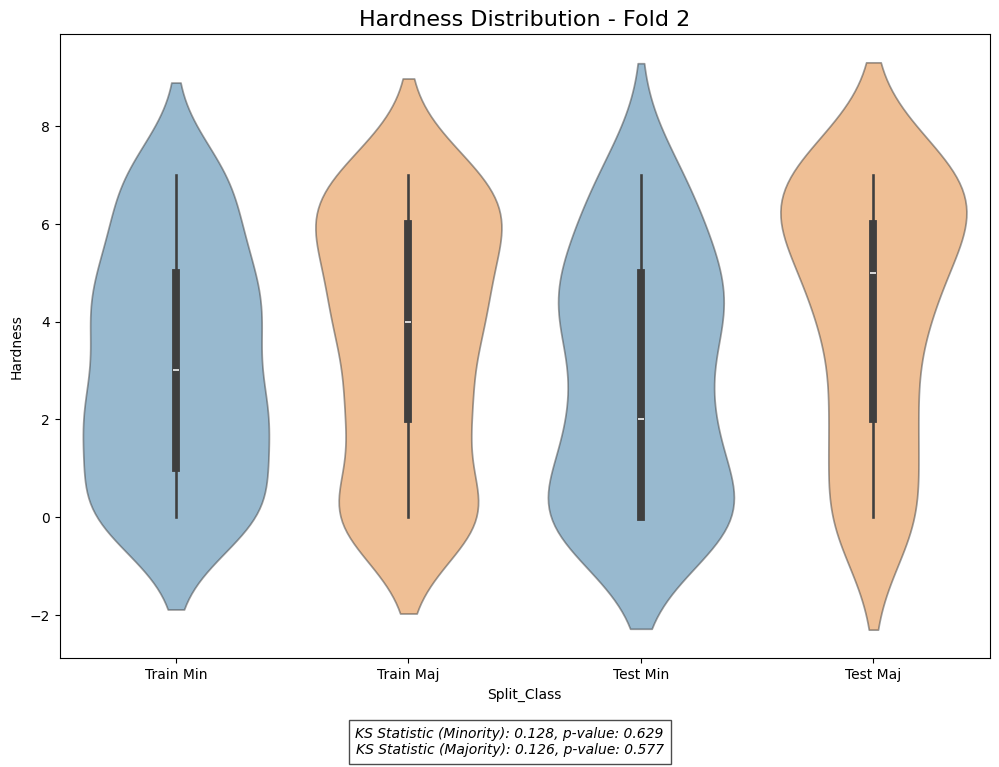 Hardness Distribution - Fold 2
8
6
4
2
0
−2
Hardness
Train Min
Train Maj
Test Min
Test Maj
Split_Class
KS Statistic (Minority): 0.128, p-value: 0.629
KS Statistic (Majority): 0.126, p-value: 0.577